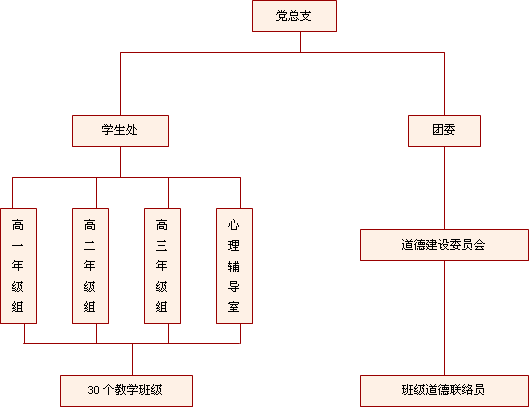 党总支
学生处
团委
高一年级组
高二年级组
高三年级组
心理辅导室
道德建设委员会
30个教学班级
班级道德联络员